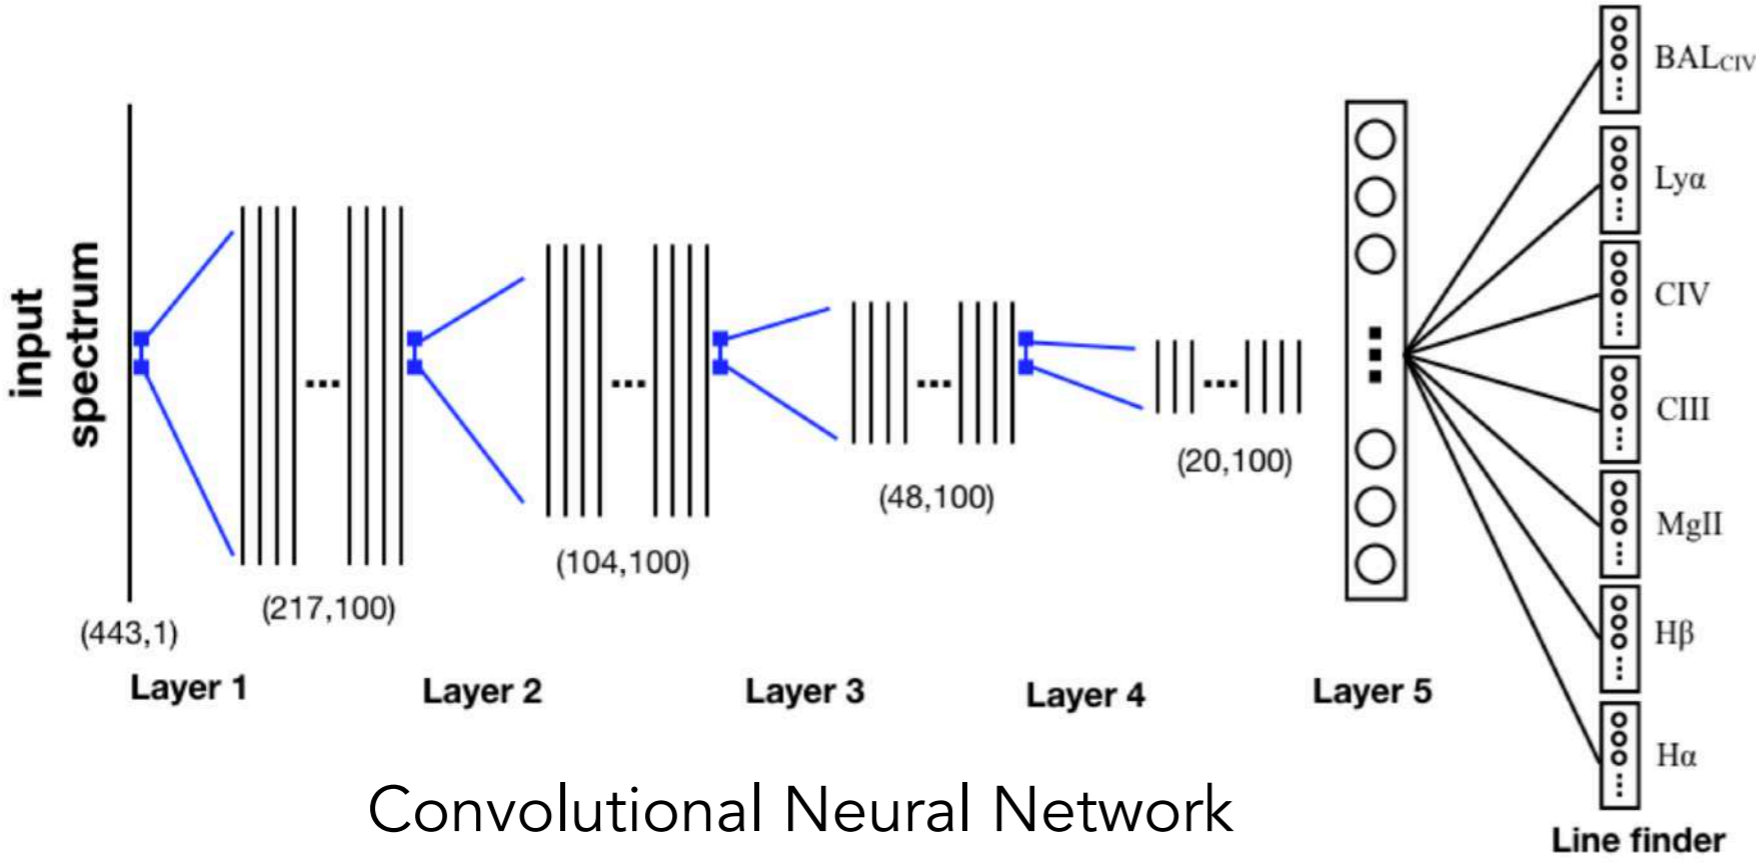 input
spectrum
(443,1)
Layer 1
...
(217,100)
Layer 2
...
(104,100)
Layer 3
...
(48,100)
Layer 4
...
(20,100)
Layer 5
BALCIV
Lyα
CIV
CIII
MgII
Hβ
Hα
Line finder
Convolutional Neural Network